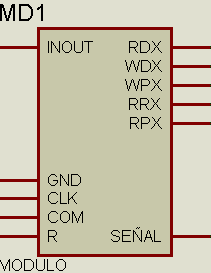 MD1
INOUT RDX
WDX
WPX
RRX
RPX
GND
CLK
COM
R SEÑAL
MODULO